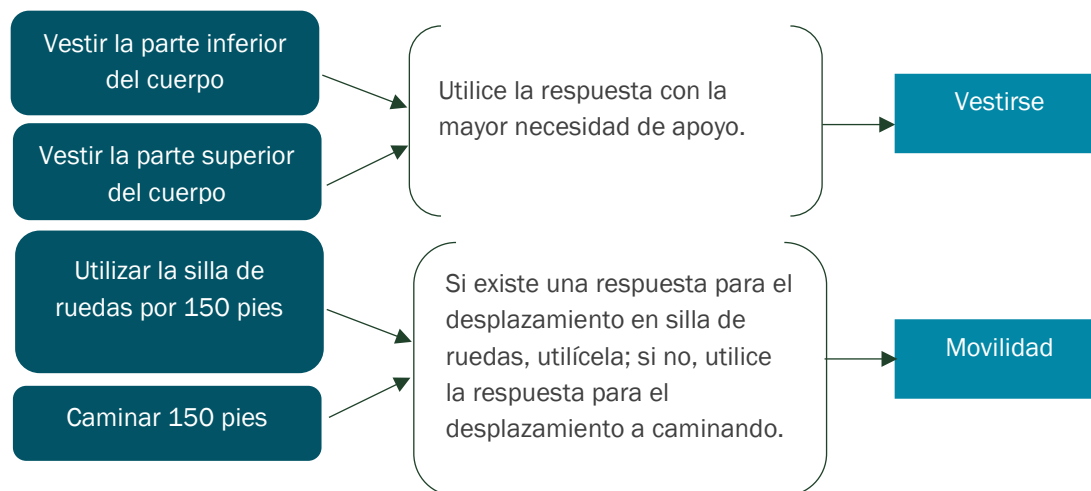 Vestir la parte inferior
del cuerpo
Vestir la parte superior
del cuerpo
Utilice la respuesta con la
mayor necesidad de apoyo.
Vestirse
Utilizar la silla de
ruedas por 150 pies
Caminar 150 pies
Si existe una respuesta para el
desplazamiento en silla de
ruedas, utilícela; si no, utilice
la respuesta para el
desplazamiento a caminando.
Movilidad